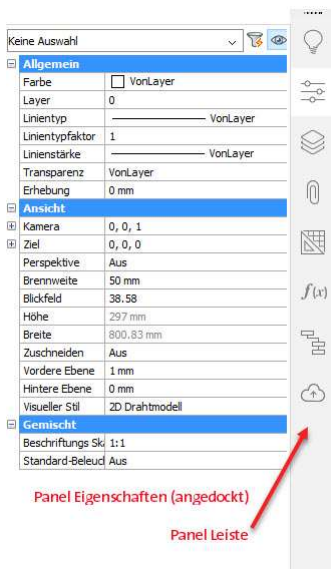 Keine Auswahl
Allgemein
Farbe VonLayer
Layer 0
Linientyp VonLayer
Linientypfaktor 1
Linienstärke VonLayer
Transparenz VonLayer
Erhebung 0 mm
Ansicht
Kamera 0, 0, 1
Ziel 0, 0, 0
Perspektive Aus
Brennweite 50 mm
Blickfeld 38.58
Höhe 297 mm
Breite 800.83 mm
Zuschneiden Aus
Vordere Ebene 1 mm
Hintere Ebene 0 mm
Visueller Stil 2D Drahtmodell
Gemischt
Beschriftungs Sk 1:1
Standard-Beleucl Aus
f(x)
Panel Eigenschaften (angedockt)
Panel Leiste